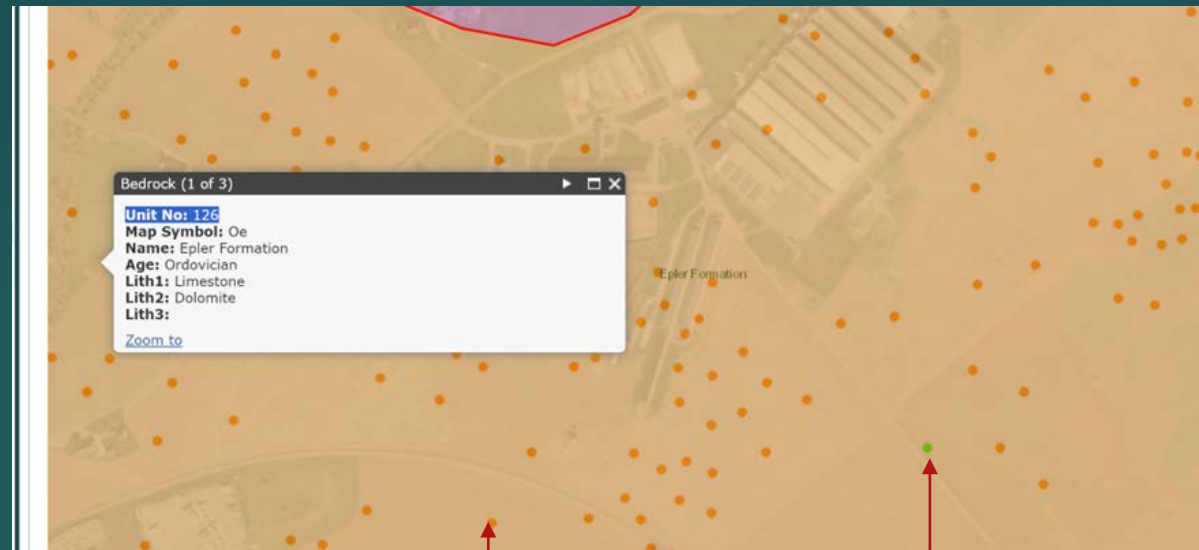 Bedrock (1 of 3)
Unit No: 126
Map Symbol: Oe
Name: Epler Formation
Age: Ordovician
Lith1: Limestone
Lith2: Dolomite
Lith3:
Zoom to
Epler Formation